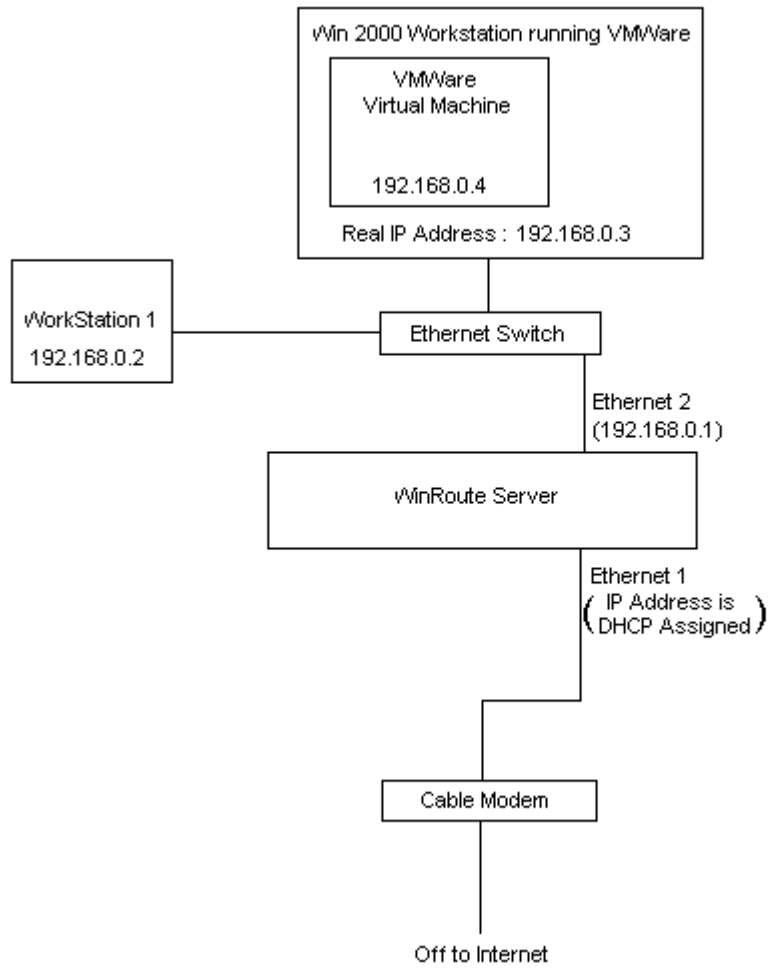 Win 2000 Workstation running VMWare
VMWare
Virtual Machine
192.168.0.4
Real IP Address : 192.168.0.3
WorkStation 1
192.168.0.2
Ethernet Switch
Ethernet 2
(192.168.0.1)
WinRoute Server
Ethernet 1
( IP Address is
DHCP Assigned )
Cable Modem
Off to Internet